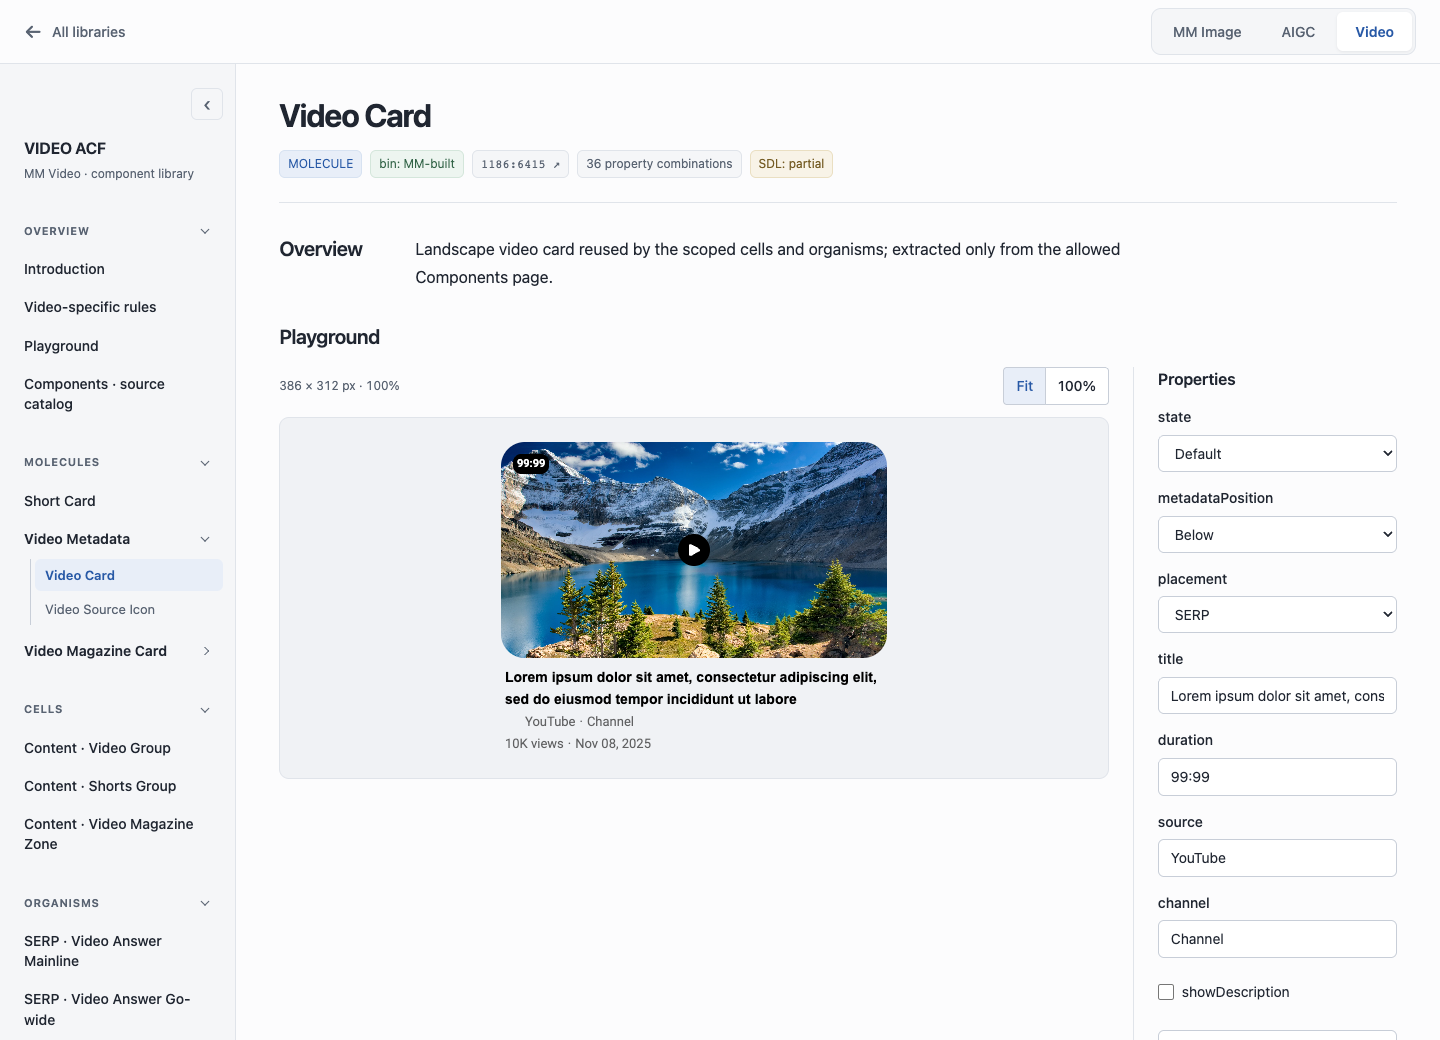 All libraries
MM Image
AIGC
Video
‹
VIDEO ACF
MM Video · component library
OVERVIEW
Introduction
Video-specific rules
Playground
Components · source
catalog
MOLECULES
Short Card
Video Metadata
Video Card
Video Source Icon
Video Magazine Card
CELLS
Content · Video Group
Content · Shorts Group
Content · Video Magazine
Zone
ORGANISMS
SERP · Video Answer
Mainline
SERP · Video Answer Go-
wide
Video Card
MOLECULE
bin: MM-built
1186:6415 ↗
36 property combinations
SDL: partial
Overview
Landscape video card reused by the scoped cells and organisms; extracted only from the allowed
Components page.
Playground
386 × 312 px · 100%
Fit
100%
99:99
Lorem ipsum dolor sit amet, consectetur adipiscing elit,
sed do eiusmod tempor incididunt ut labore
YouTube · Channel
10K views · Nov 08, 2025
Properties
state
Default
metadataPosition
Below
placement
SERP
title
Lorem ipsum dolor sit amet, cons
duration
99:99
source
YouTube
channel
Channel
showDescription